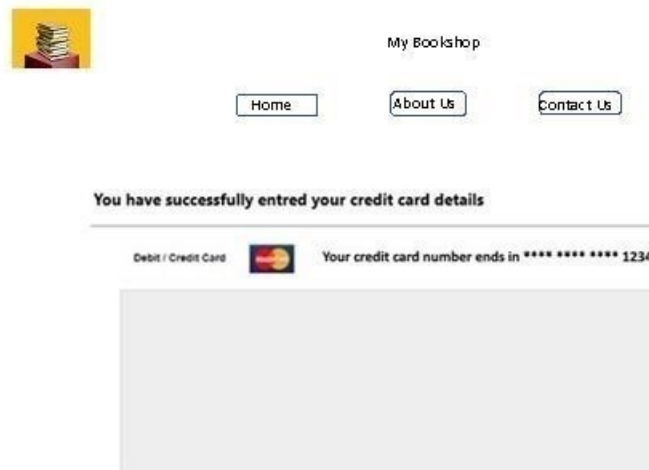 My Bookshop
Home
About Us
Contact Us
You have successfully entred your credit card details
Debit / Credit Card
Your credit card number ends in **** **** **** 1234